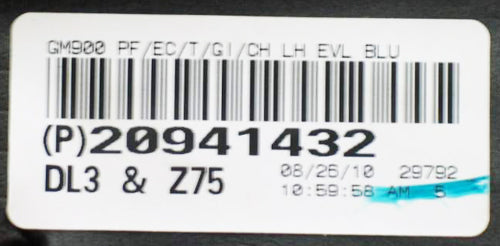 GM900 PF/EC/T/GI/CH LH EVL BLU
(P)20941432
DL3 & Z75 08/26/10 29792
10:59:58 AM 5